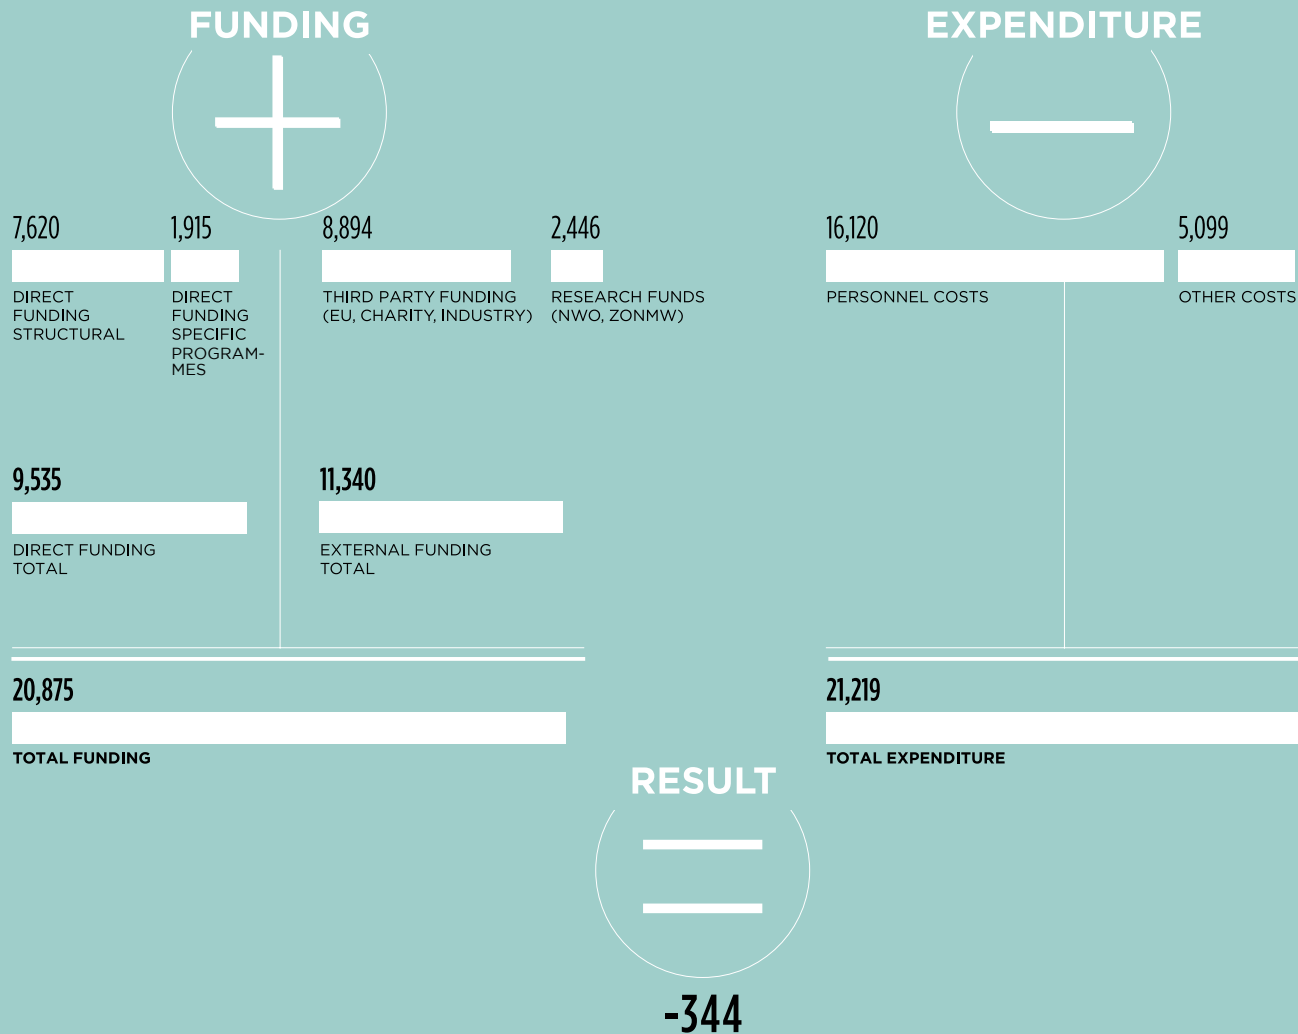 FUNDING
7,620
DIRECT
FUNDING
STRUCTURAL
1,915
DIRECT
FUNDING
SPECIFIC
PROGRAM-
MES
8,894
THIRD PARTY FUNDING
(EU, CHARITY, INDUSTRY)
2,446
RESEARCH FUNDS
(NWO, ZONMW)
9,535
DIRECT FUNDING
TOTAL
11,340
EXTERNAL FUNDING
TOTAL
20,875
TOTAL FUNDING
EXPENDITURE
16,120
PERSONNEL COSTS
5,099
OTHER COSTS
21,219
TOTAL EXPENDITURE
RESULT
-344